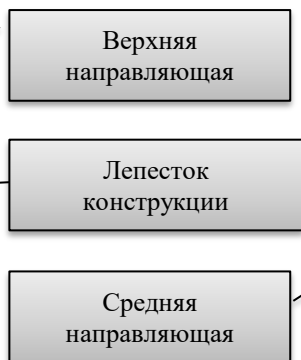 Верхняя
направляющая
Лепесток
конструкции
Средняя
направляющая